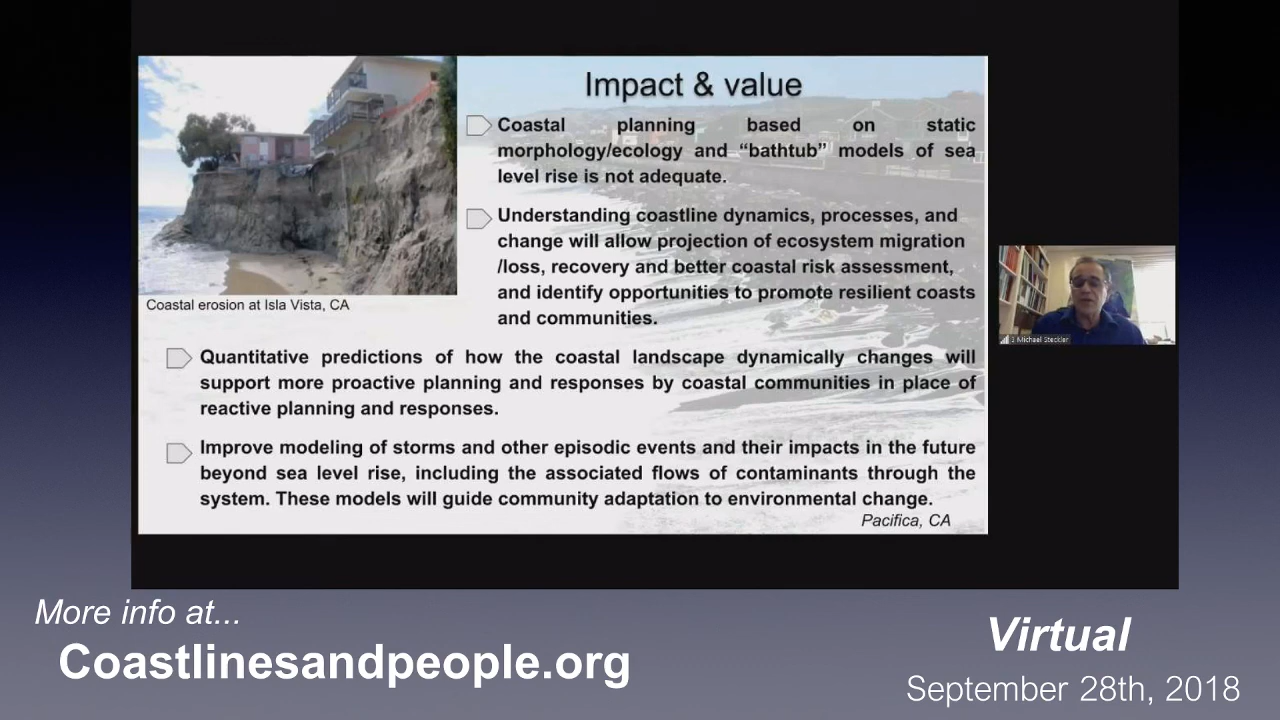 Impact & value
Coastal planning based on static
morphology/ecology and “bathtub” models of sea
level rise is not adequate.
Understanding coastline dynamics, processes, and
change will allow projection of ecosystem migration
/loss, recovery and better coastal risk assessment,
and identify opportunities to promote resilient coasts
and communities.
Coastal erosion at Isla Vista, CA
Quantitative predictions of how the coastal landscape dynamically changes will
support more proactive planning and responses by coastal communities in place of
reactive planning and responses.
Improve modeling of storms and other episodic events and their impacts in the future
beyond sea level rise, including the associated flows of contaminants through the
system. These models will guide community adaptation to environmental change.
Pacifica, CA
Michael Steckler
More info at...
Coastlinesandpeople.org
Virtual
September 28th, 2018